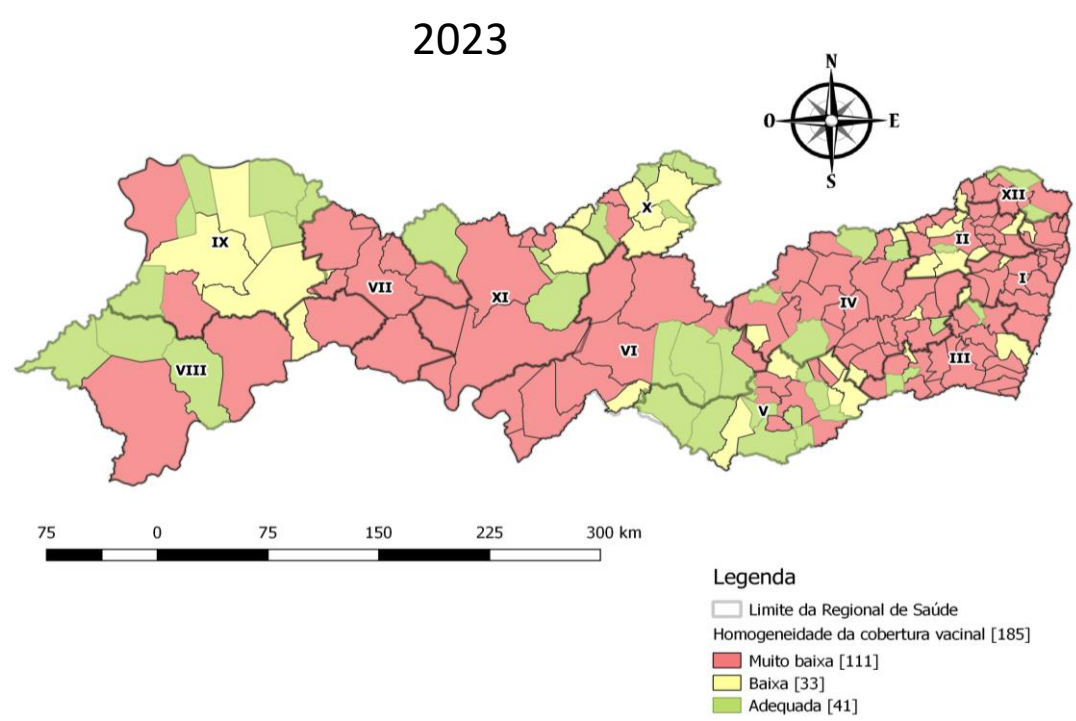 2023
N
O E
S
XII
X
IX
II
I
VII
XI
IV
VI
III
VIII
V
75 0 75 150 225 300 km
Legenda
Limite da Regional de Saúde
Homogeneidade da cobertura vacinal [185]
Muito baixa [111]
Baixa [33]
Adequada [41]